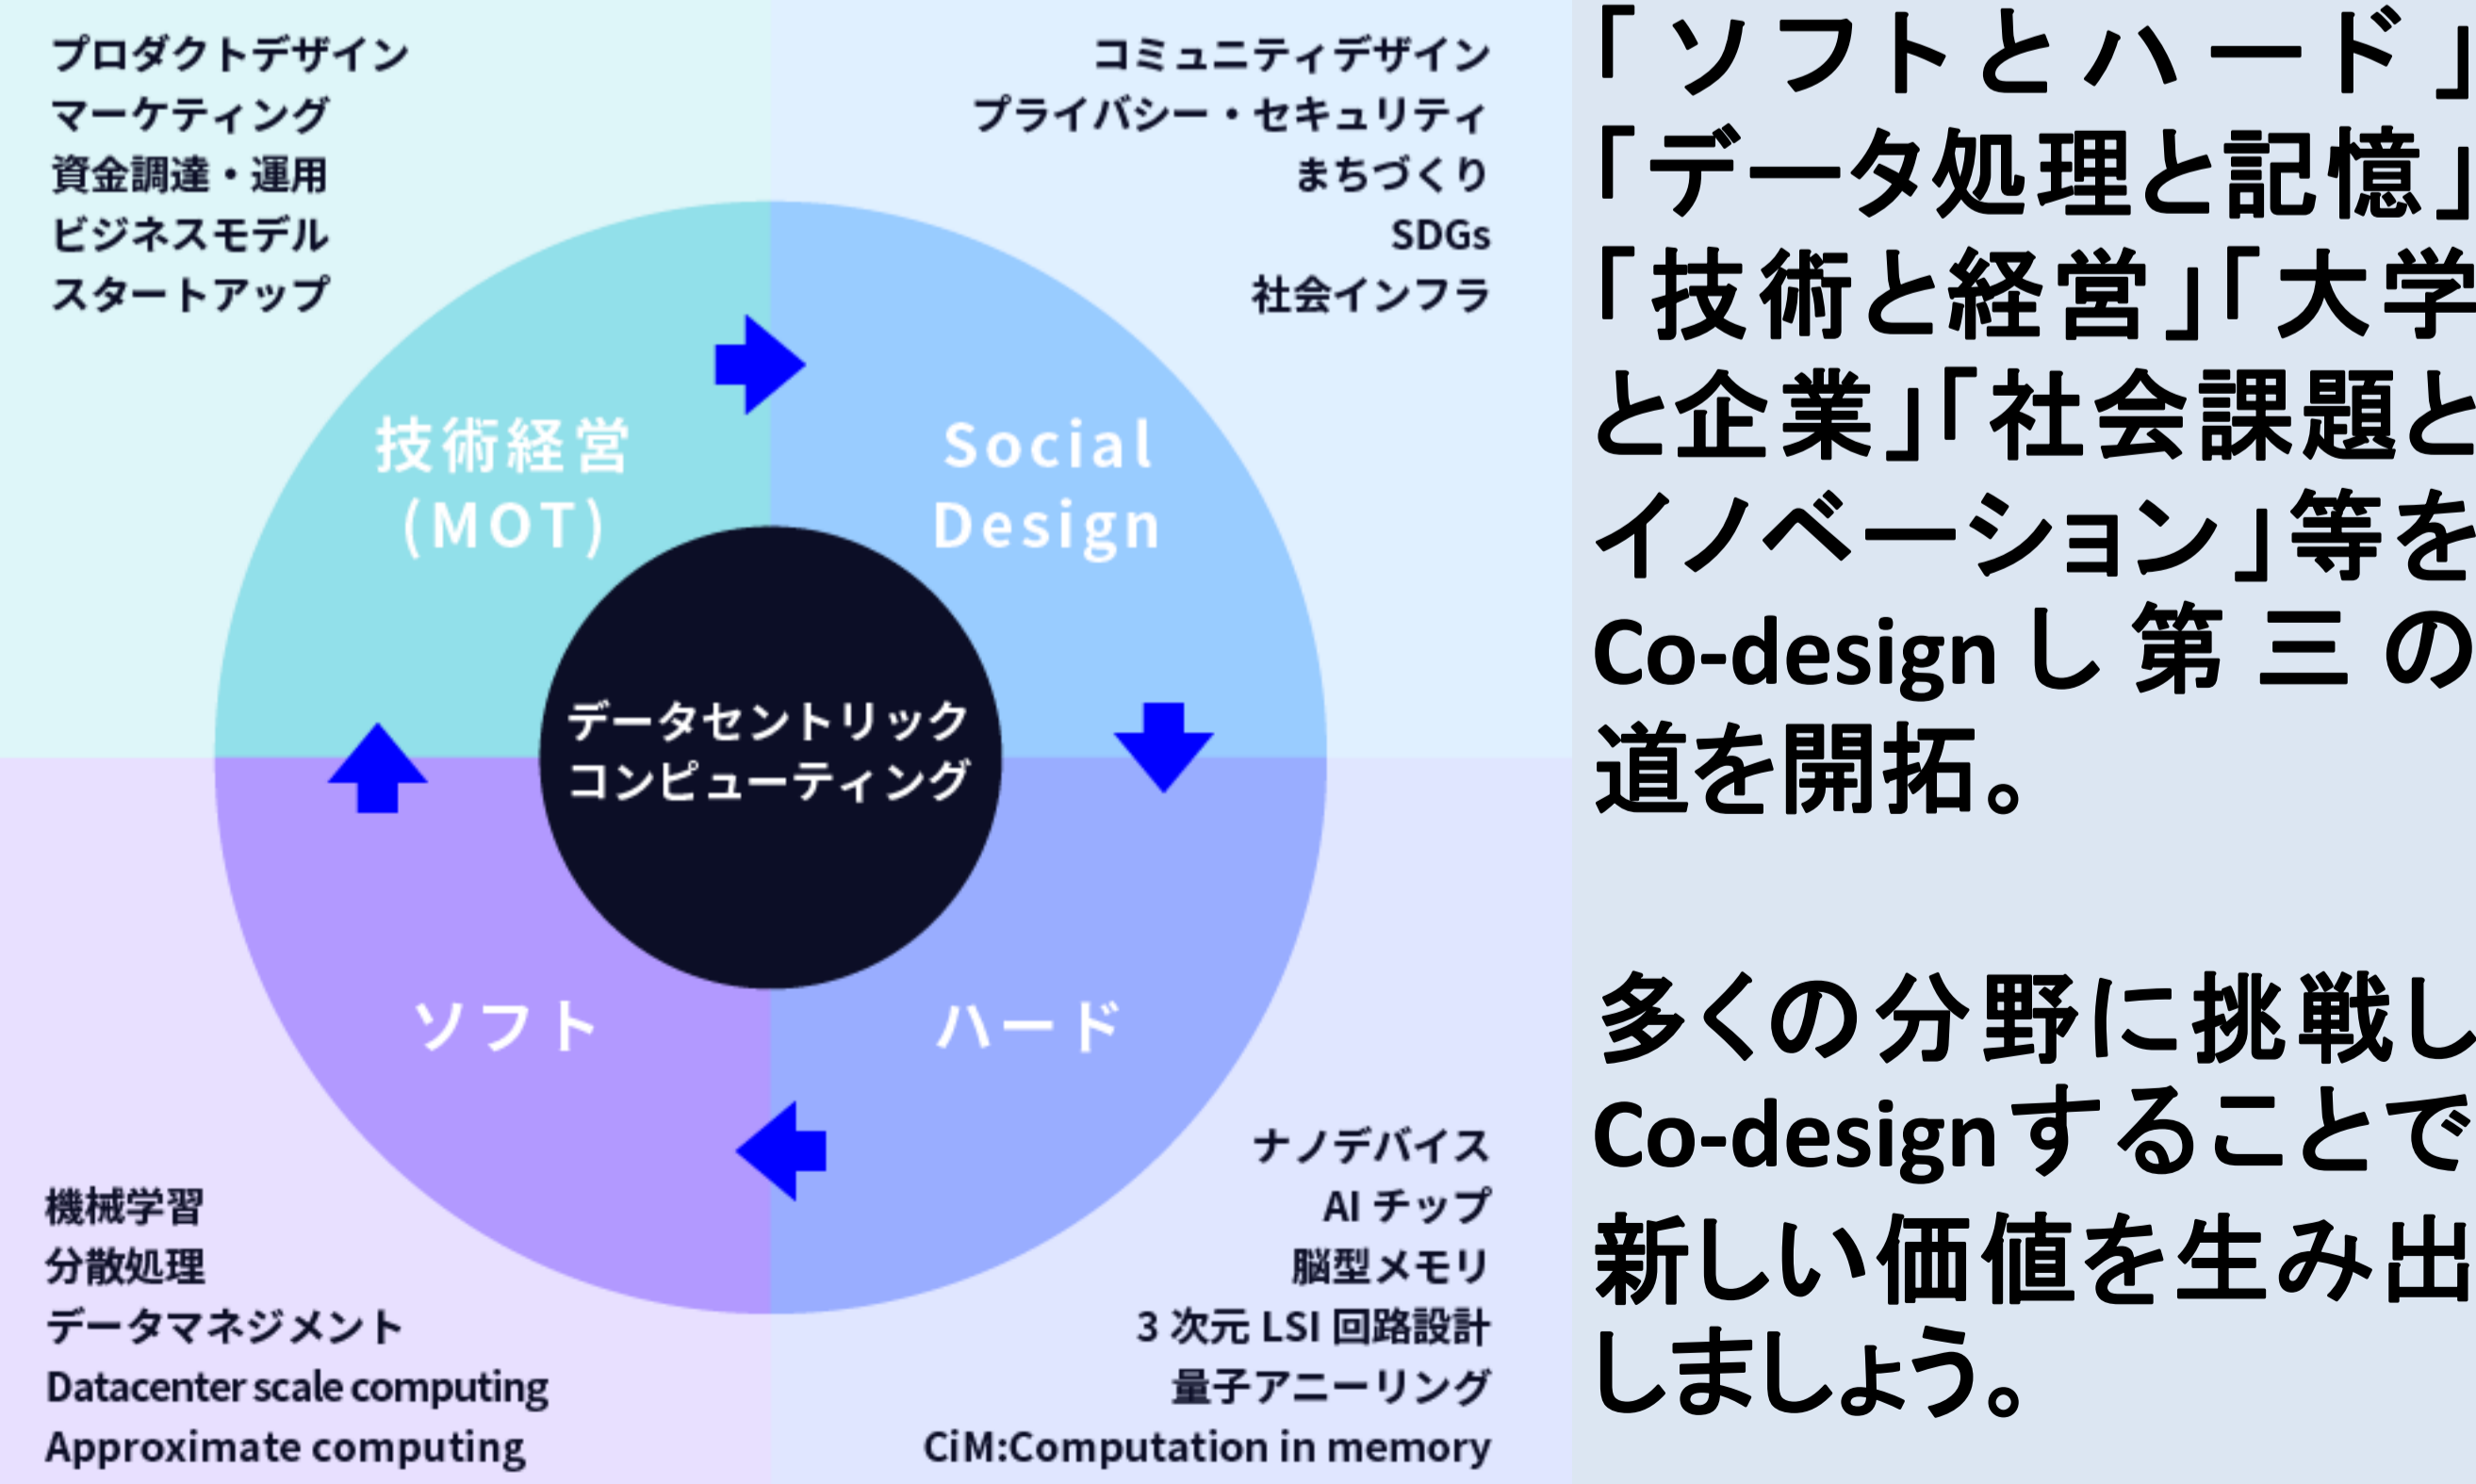 プロダクトデザイン
マーケティング
資金調達・運用
ビジネスモデル
スタートアップ
コミュニティデザイン
プライバシー・セキュリティ
まちづくり
SDGs
社会インフラ
技術経営
(MOT)
Social
Design
データセントリック
コンピューティング
ソフト
ハード
機械学習
分散処理
データマネジメント
Datacenter scale computing
Approximate computing
ナノデバイス
AI チップ
脳型メモリ
3 次元 LSI 回路設計
量子アニーリング
CiM:Computation in memory
「ソフトとハード」
「データ処理と記憶」
「技術と経営」「大学
と企業」「社会課題と
イノベーション」等を
Co-designし第三の
道を開拓。
多くの分野に挑戦し
Co-designすることで
新しい価値を生み出
しましょう。